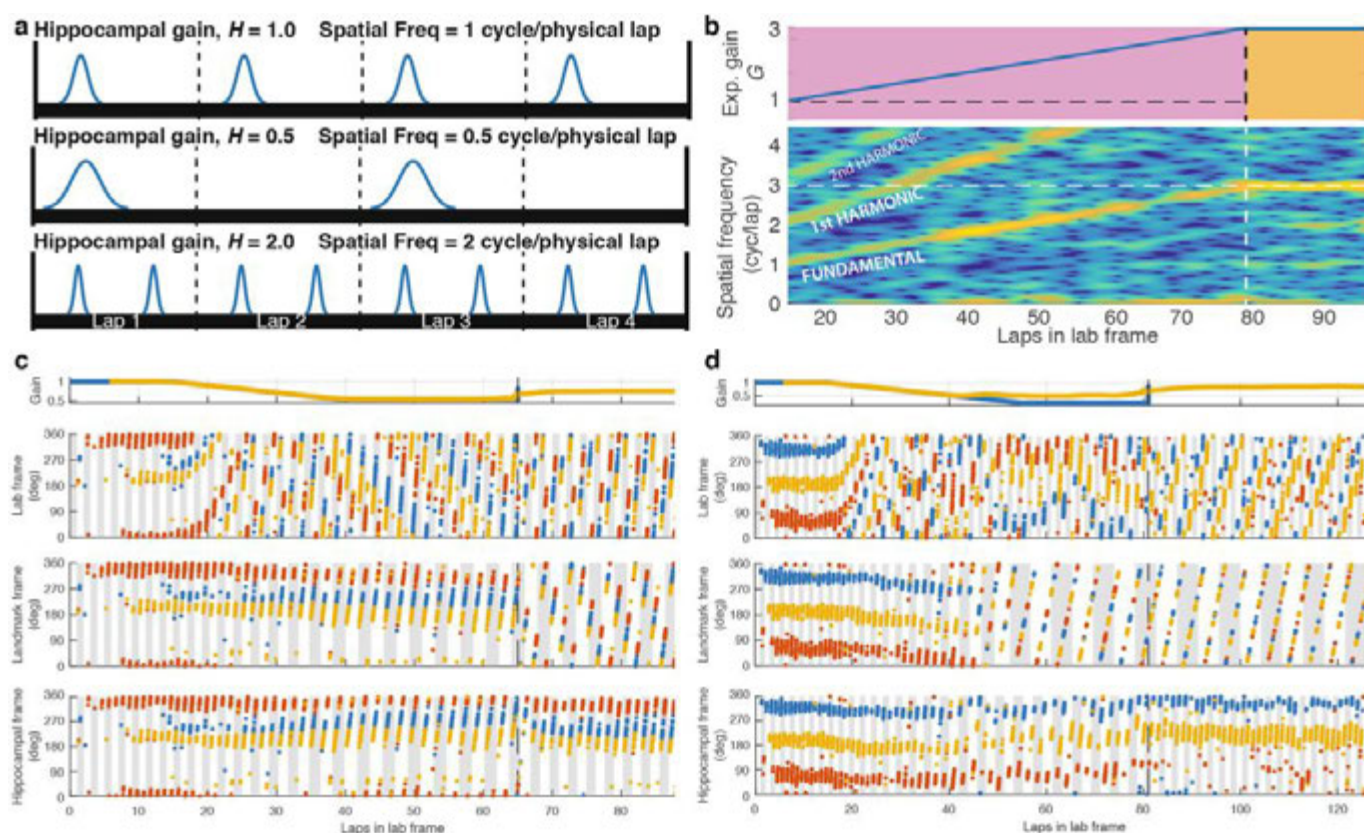 a Hippocampal gain, H = 1.0 Spatial Freq = 1 cycle/physical lap
Hippocampal gain, H = 0.5 Spatial Freq = 0.5 cycle/physical lap
Hippocampal gain, H = 2.0 Spatial Freq = 2 cycle/physical lap
Lap 1 Lap 2 Lap 3 Lap 4
b
Exp. gain
G
3
1
Spatial frequency
(cyc/lap)
4
3
2
1
0
2nd HARMONIC
1st HARMONIC
FUNDAMENTAL
20 30 40 50 60 70 80 90
Laps in lab frame
c
Gain
1
0.5
Lab frame
(deg)
360
270
180
90
0
Landmark frame
(deg)
360
270
180
90
0
Hippocampal frame
(deg)
360
270
180
90
0
0 10 20 30 40 50 60 70 80
Laps in lab frame
d
Gain
1
0.5
Lab frame
(deg)
360
270
180
90
0
Landmark frame
(deg)
360
270
180
90
0
Hippocampal frame
(deg)
360
270
180
90
0
0 20 40 60 80 100 120
Laps in lab frame